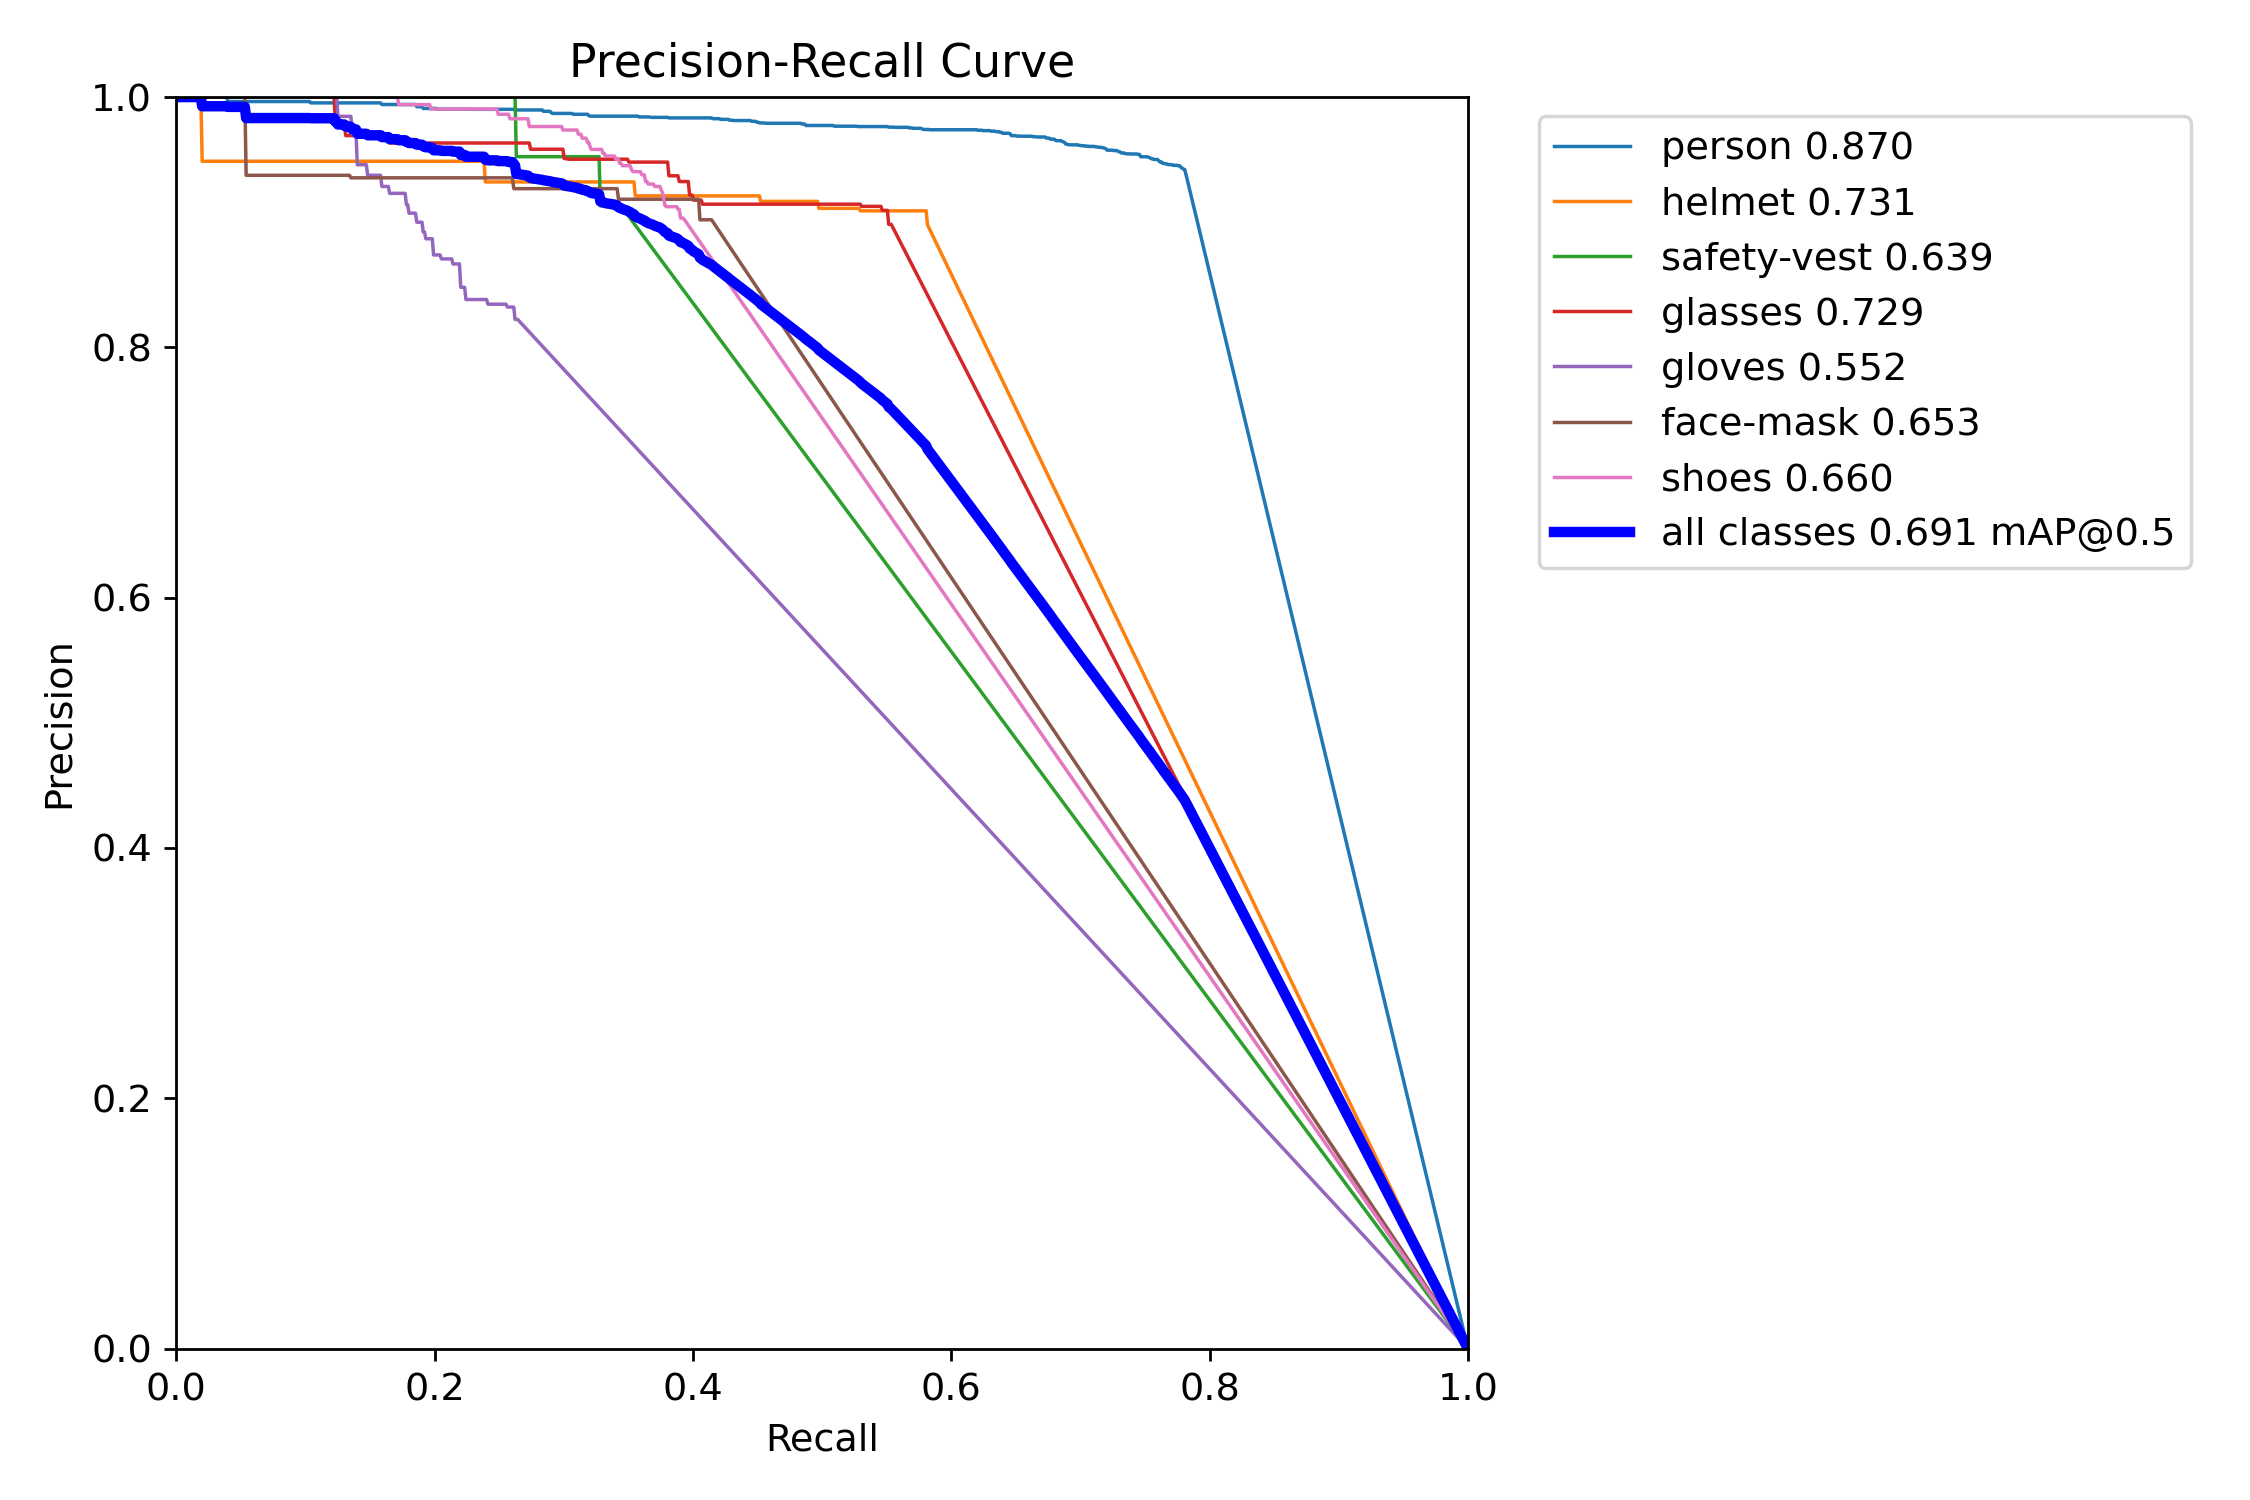 Precision-Recall Curve
1.0
0.8
0.6
0.4
0.2
0.0
Precision
0.0 0.2 0.4 0.6 0.8 1.0
Recall
person 0.870
helmet 0.731
safety-vest 0.639
glasses 0.729
gloves 0.552
face-mask 0.653
shoes 0.660
all classes 0.691 mAP@0.5